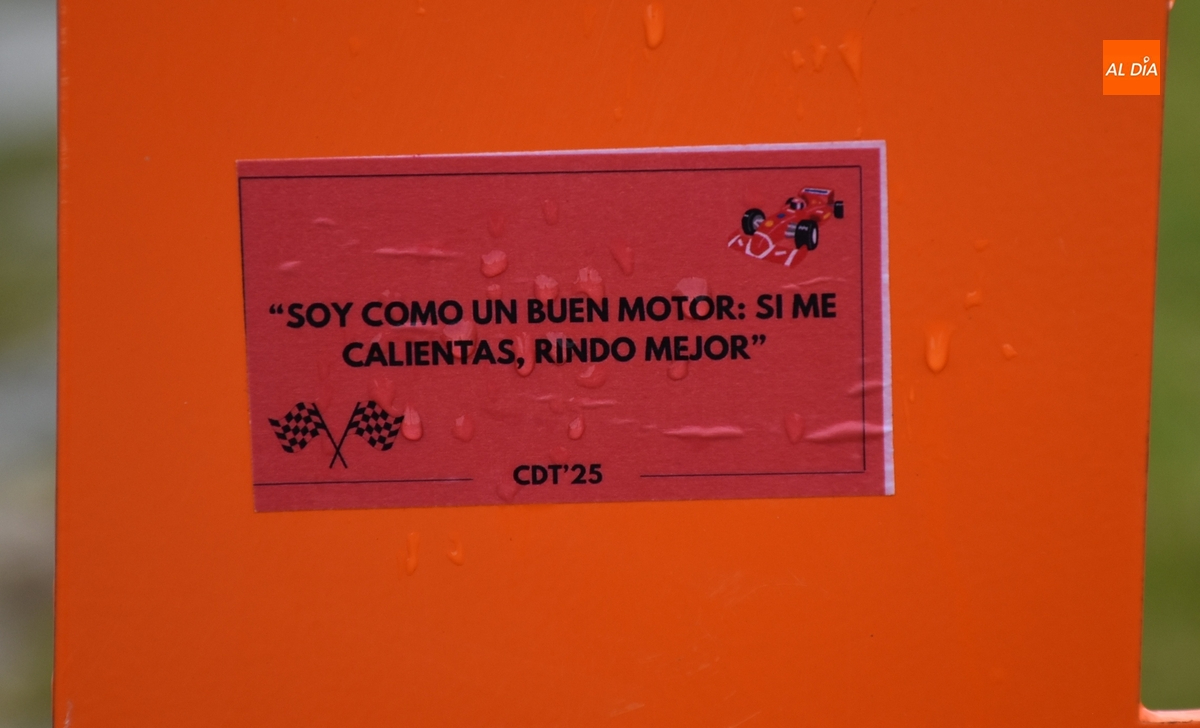 AL DÍA
“SOY COMO UN BUEN MOTOR: SI ME
CALIENTAS, RINDO MEJOR”
CDT’25